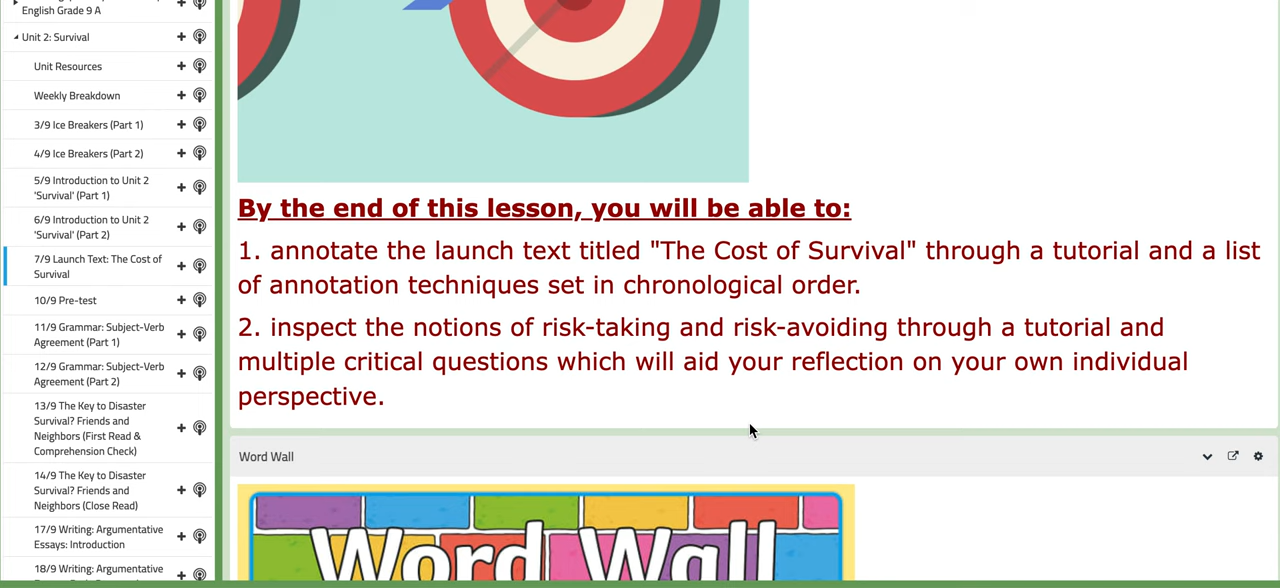 English Grade 9 A
Unit 2: Survival
Unit Resources
Weekly Breakdown
3/9 Ice Breakers (Part 1)
4/9 Ice Breakers (Part 2)
5/9 Introduction to Unit 2
'Survival' (Part 1)
6/9 Introduction to Unit 2
'Survival' (Part 2)
7/9 Launch Text: The Cost of
Survival
10/9 Pre-test
11/9 Grammar: Subject-Verb
Agreement (Part 1)
12/9 Grammar: Subject-Verb
Agreement (Part 2)
13/9 The Key to Disaster
Survival? Friends and
Neighbors (First Read &
Comprehension Check)
14/9 The Key to Disaster
Survival? Friends and
Neighbors (Close Read)
17/9 Writing: Argumentative
Essays: Introduction
18/9 Writing: Argumentative
By the end of this lesson, you will be able to:
1. annotate the launch text titled "The Cost of Survival" through a tutorial and a list
of annotation techniques set in chronological order.
2. inspect the notions of risk-taking and risk-avoiding through a tutorial and
multiple critical questions which will aid your reflection on your own individual
perspective.
Word Wall
Word Wall